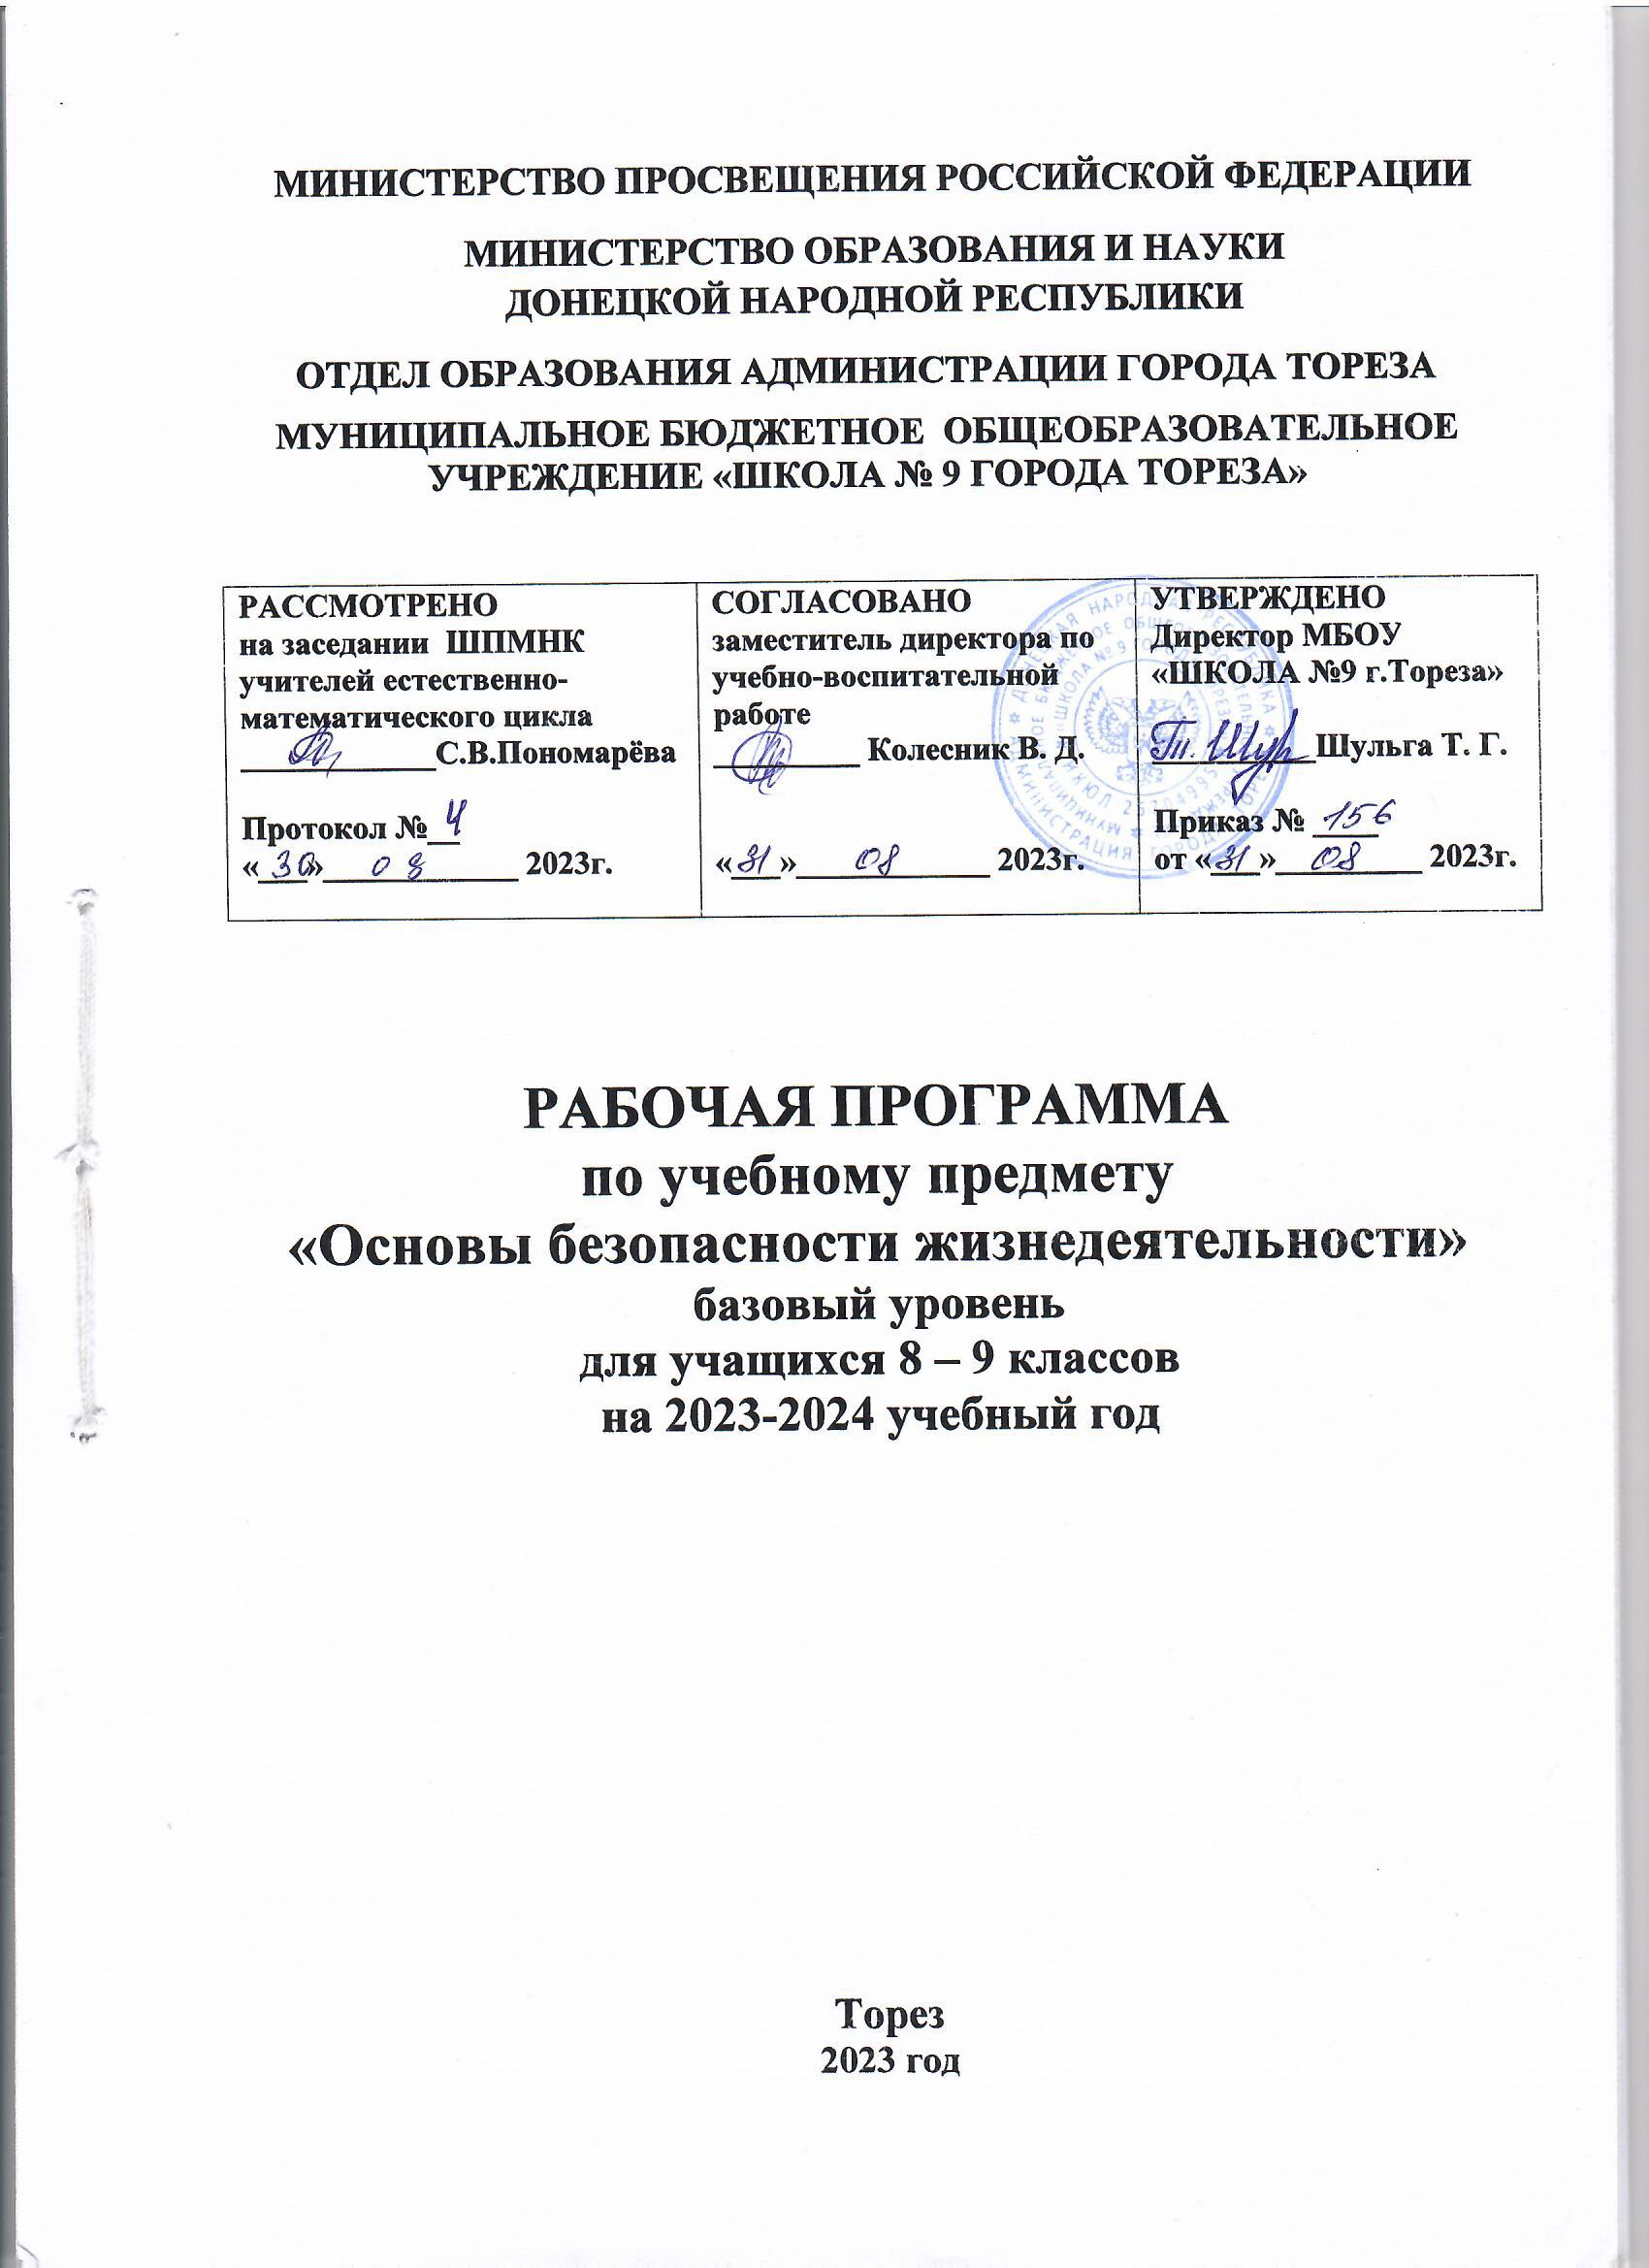 МИНИСТЕРСТВО ПРОСВЕЩЕНИЯ РОССИЙСКОЙ ФЕДЕРАЦИИ
МИНИСТЕРСТВО ОБРАЗОВАНИЯ И НАУКИ
ДОНЕЦКОЙ НАРОДНОЙ РЕСПУБЛИКИ
ОТДЕЛ ОБРАЗОВАНИЯ АДМИНИСТРАЦИИ ГОРОДА ТОРЕЗА
МУНИЦИПАЛЬНОЕ БЮДЖЕТНОЕ ОБЩЕОБРАЗОВАТЕЛЬНОЕ
УЧРЕЖДЕНИЕ «ШКОЛА № 9 ГОРОДА ТОРЕЗА»
РАССМОТРЕНО
на заседании ШПМНК
учителей естественно-
математического цикла
____________С.В.Пономарёва
Протокол № 4
«30» 08 2023г.
СОГЛАСОВАНО
заместитель директора по
учебно-воспитательной
работе
_________ Колесник В. Д.
«31» 08 2023г.
УТВЕРЖДЕНО
Директор МБОУ
«ШКОЛА №9 г.Тореза»
__________Шульга Т. Г.
Приказ № 156
от «31» 08 2023г.
РАБОЧАЯ ПРОГРАММА
по учебному предмету
«Основы безопасности жизнедеятельности»
базовый уровень
для учащихся 8 – 9 классов
на 2023-2024 учебный год
Торез
2023 год